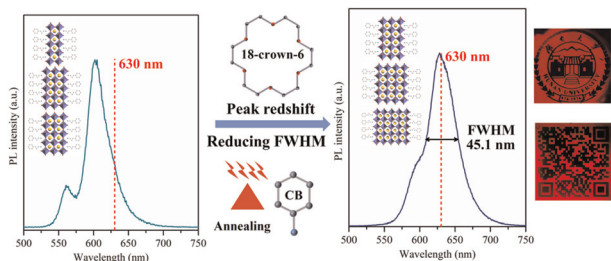 PL intensity (a.u.)
630 nm
500 550 600 650 700 750
Wavelength (nm)
18-crown-6
Peak redshift
Reducing FWHM
Annealing
CB
PL intensity (a.u.)
630 nm
FWHM
45.1 nm
500 550 600 650 700 750
Wavelength (nm)